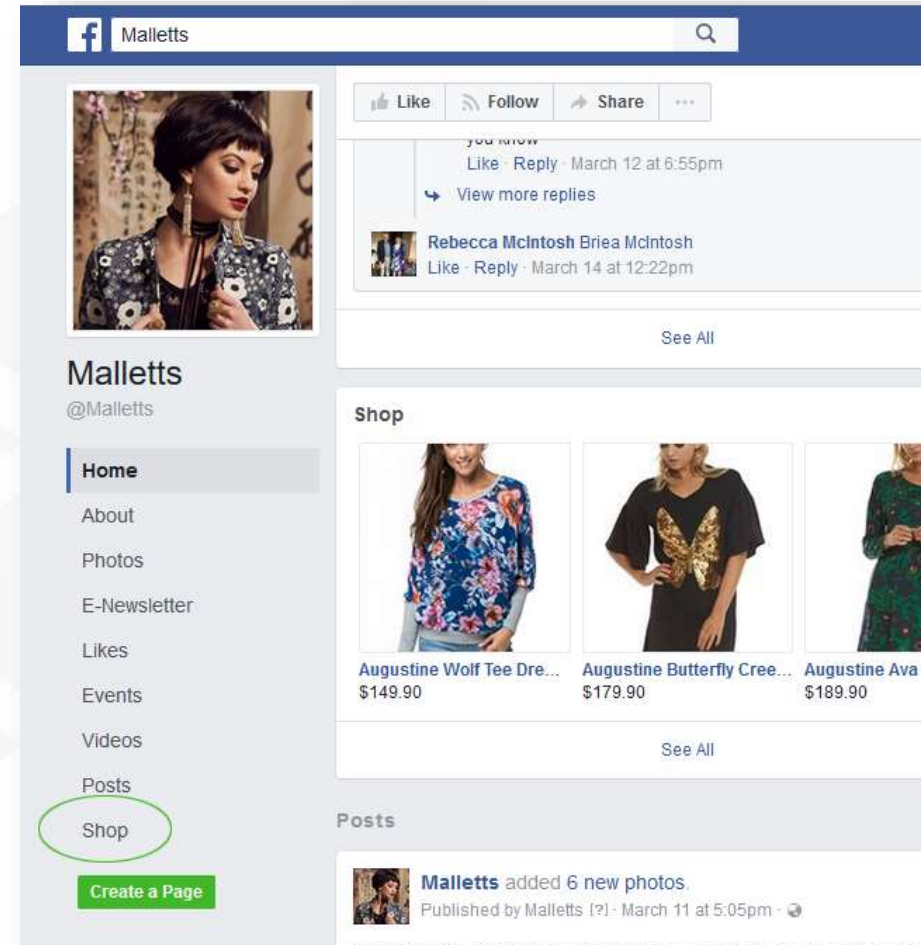 f Malletts
Like Follow Share ...
you know
Like · Reply · March 12 at 6:55pm
View more replies
Rebecca McIntosh Briea McIntosh
Like · Reply · March 14 at 12:22pm
See All
Malletts
@Malletts
Home
About
Photos
E-Newsletter
Likes
Events
Videos
Posts
Shop
Create a Page
Shop
Augustine Wolf Tee Dre...
$149.90
Augustine Butterfly Cree...
$179.90
Augustine Ava
$189.90
See All
Posts
Malletts added 6 new photos.
Published by Malletts [?] · March 11 at 5:05pm ·